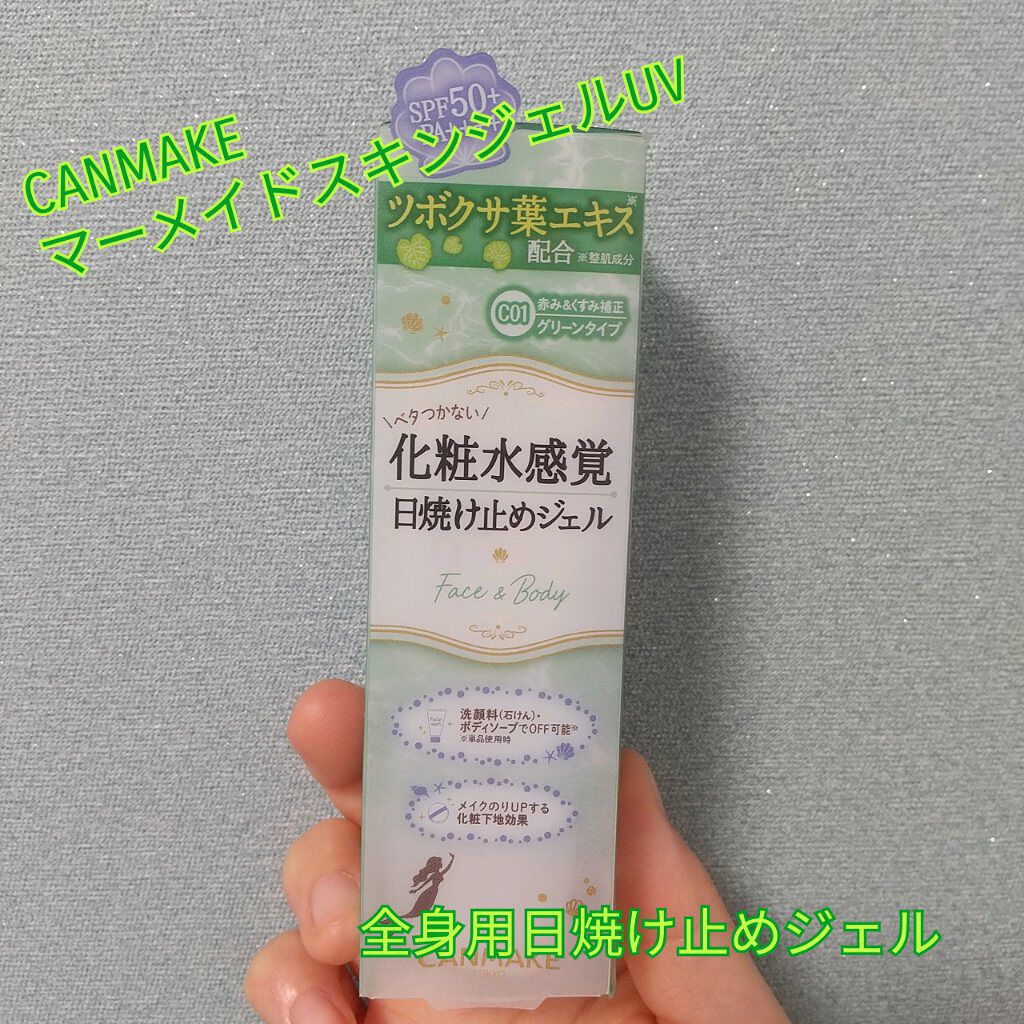 CANMAKE
マーメイドスキンジェルUV
SPF50+
ツボクサ葉エキス※
配合 ※整肌成分
C01
赤み&くすみ補正
グリーンタイプ
\ベタつかない/
化粧水感覚
日焼け止めジェル
Face & Body
洗顔料(石けん)・
ボディソープでOFF可能※
※単品使用時
メイクのりUPする
化粧下地効果
全身用日焼け止めジェル
CANMAKE